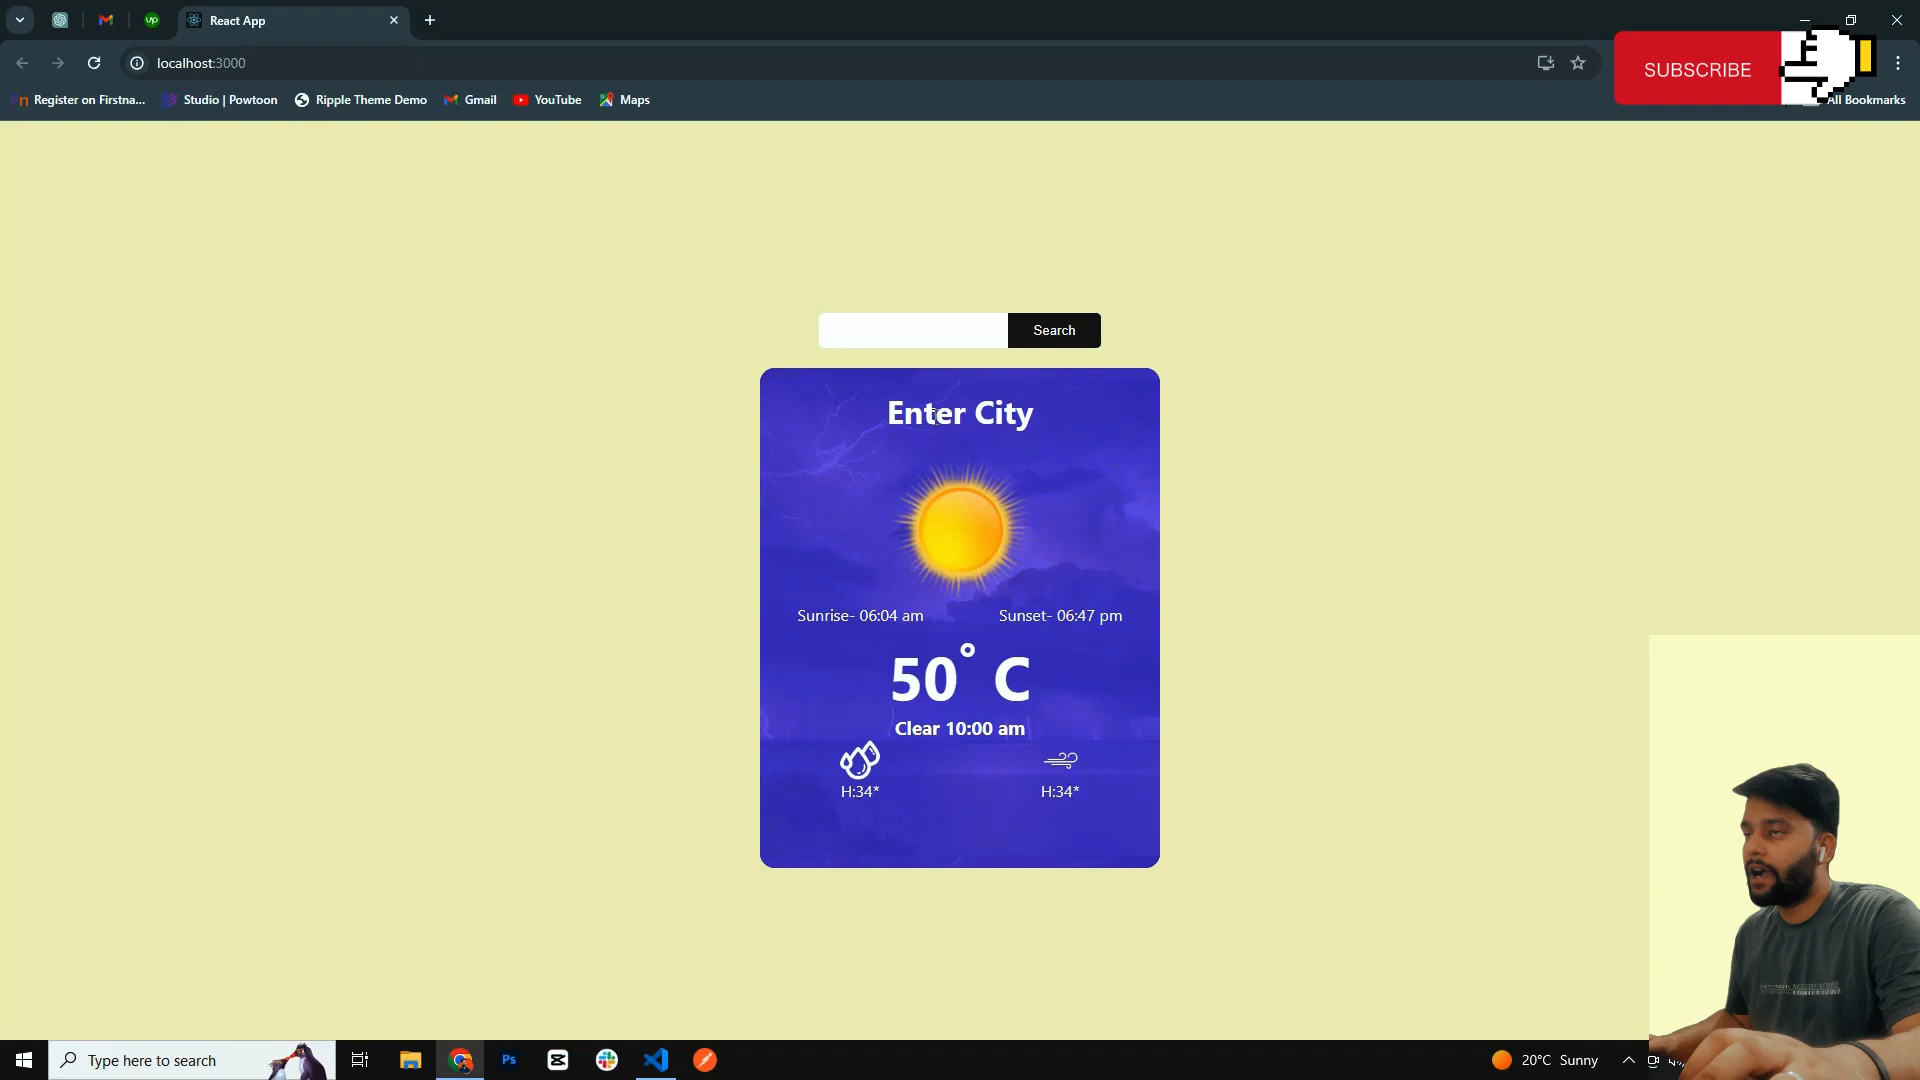 React App
up
localhost:3000
SUBSCRIBE
Register on Firstna...
Studio | Powtoon
Ripple Theme Demo
Gmail
YouTube
Maps
All Bookmarks
Search
Enter City
Sunrise- 06:04 am
Sunset- 06:47 pm
50° C
Clear 10:00 am
H:34*
H:34*
Type here to search
Ps
20°C Sunny